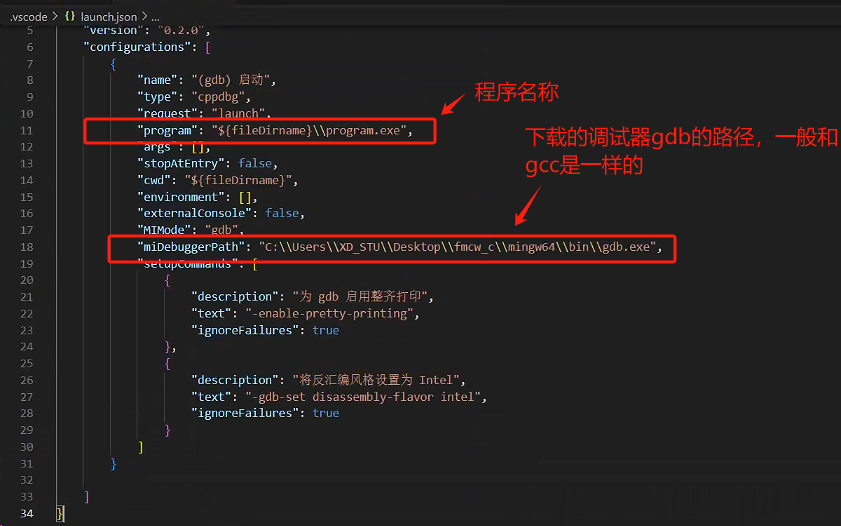 .vscode > {} launch.json > ...
5 "version": "0.2.0",
6 "configurations": [
7 {
8 "name": "(gdb) 启动",
9 "type": "cppdbg",
10 "request": "launch",
程序名称
11 "program": "${fileDirname}\\program.exe",
下载的调试器gdb的路径，一般和
gcc是一样的
12 "args": [],
13 "stopAtEntry": false,
14 "cwd": "${fileDirname}",
15 "environment": [],
16 "externalConsole": false,
17 "MIMode": "gdb",
18 "miDebuggerPath": "C:\\Users\\XD_STU\\Desktop\\fmcw_c\\mingw64\\bin\\gdb.exe",
19 "setupCommands": [
20 {
21 "description": "为 gdb 启用整齐打印",
22 "text": "-enable-pretty-printing",
23 "ignoreFailures": true
24 },
25 {
26 "description": "将反汇编风格设置为 Intel",
27 "text": "-gdb-set disassembly-flavor intel",
28 "ignoreFailures": true
29 }
30 ]
31 }
32
33 ]
34 }